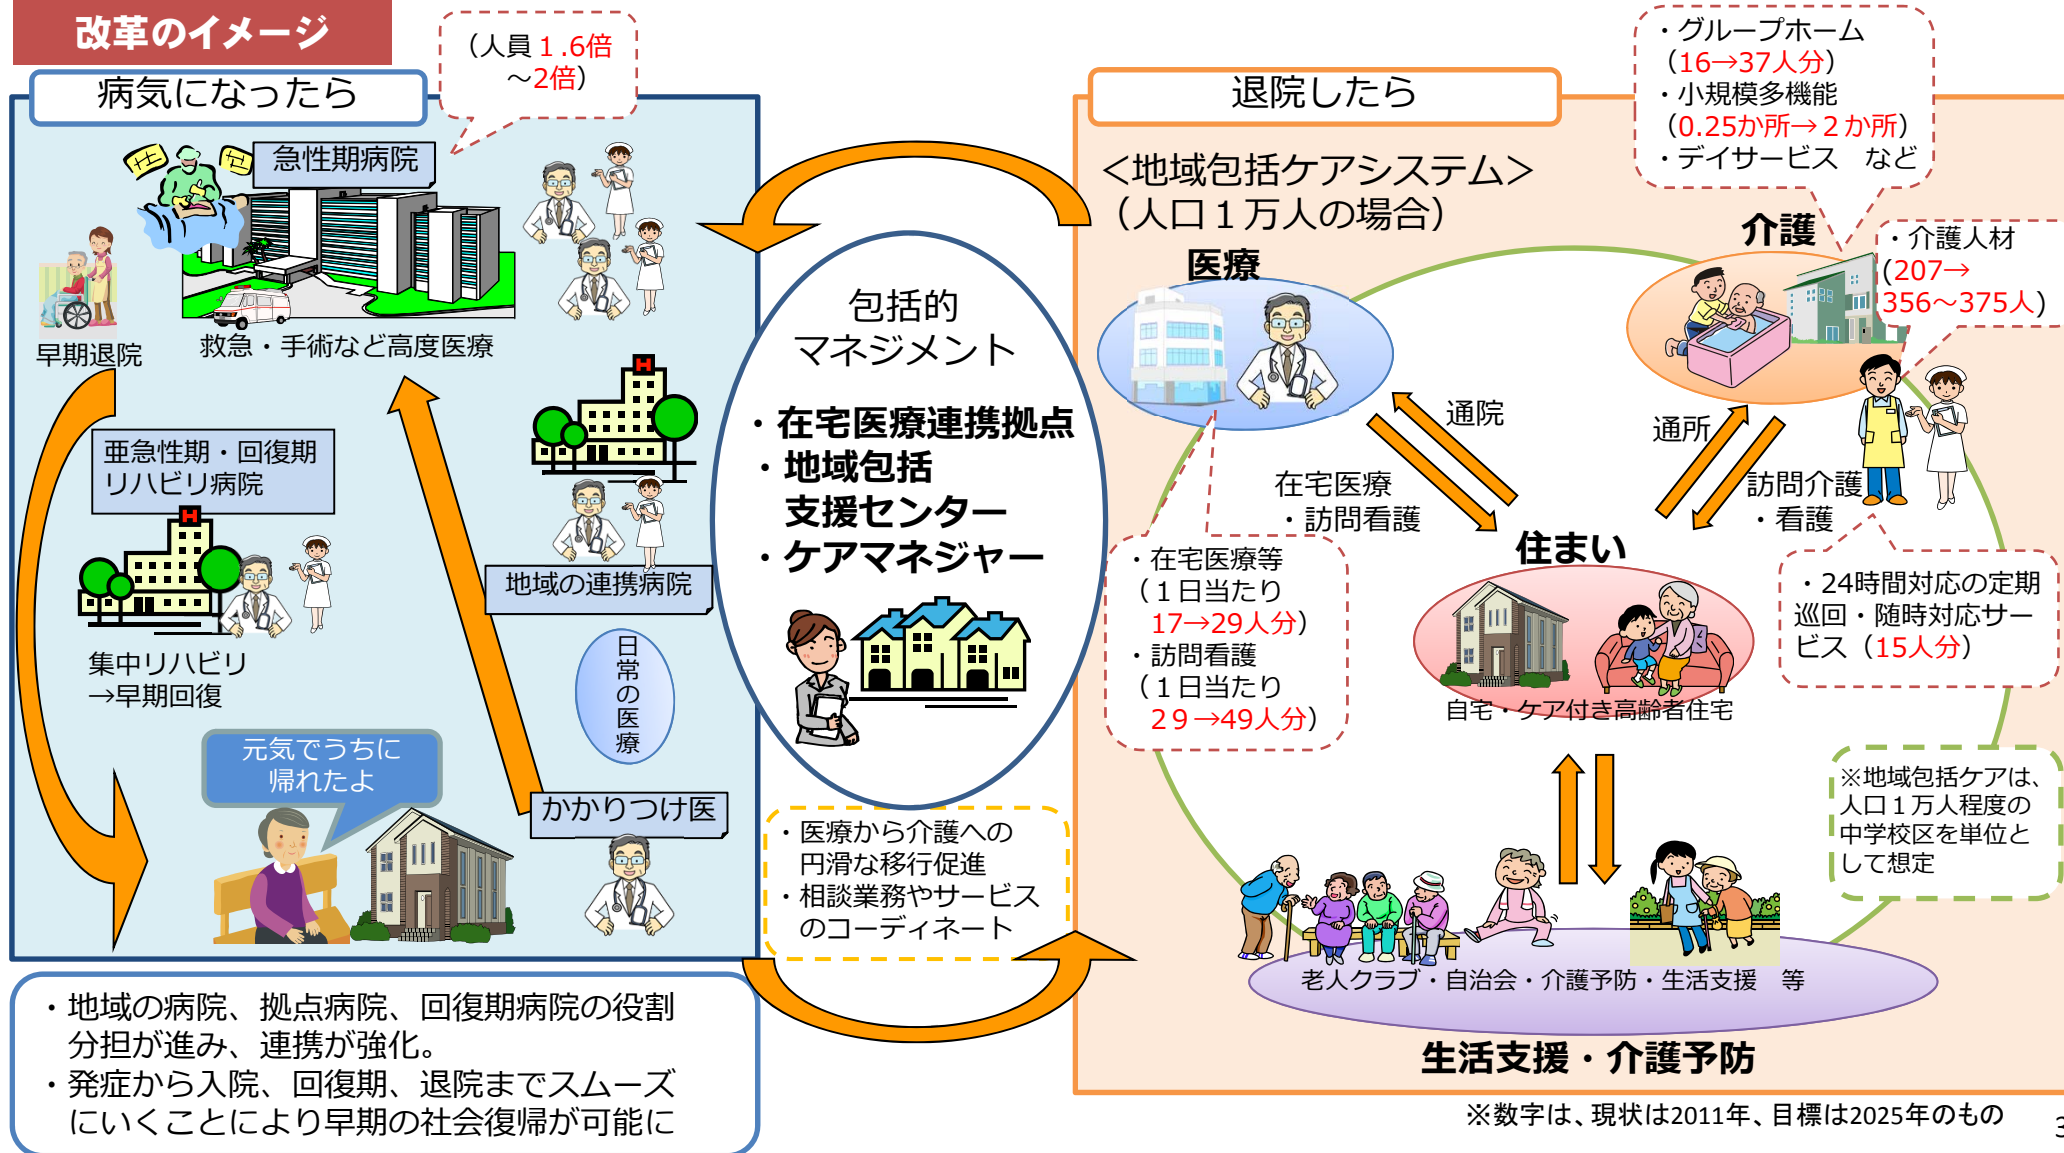 改革のイメージ
病気になったら
（人員１.6倍
～2倍）
急性期病院
早期退院
救急・手術など高度医療
亜急性期・回復期
リハビリ病院
集中リハビリ
→早期回復
地域の連携病院
日常の医療
元気でうちに
帰れたよ
かかりつけ医
・地域の病院、拠点病院、回復期病院の役割
分担が進み、連携が強化。
・発症から入院、回復期、退院までスムーズ
にいくことにより早期の社会復帰が可能に
包括的
マネジメント
・在宅医療連携拠点
・地域包括
支援センター
・ケアマネジャー
・医療から介護への
円滑な移行促進
・相談業務やサービス
のコーディネート
退院したら
＜地域包括ケアシステム＞
（人口１万人の場合）
・グループホーム
（16→37人分）
・小規模多機能
（0.25か所→２か所）
・デイサービス　など
医療
介護
・介護人材
(207→
356～375人)
通院
在宅医療
・訪問看護
通所
訪問介護
・看護
・在宅医療等
（１日当たり
17→29人分）
・訪問看護
（１日当たり
２９→49人分）
住まい
自宅・ケア付き高齢者住宅
・24時間対応の定期
巡回・随時対応サー
ビス（15人分）
※地域包括ケアは、
人口１万人程度の
中学校区を単位と
して想定
老人クラブ・自治会・介護予防・生活支援　等
生活支援・介護予防
※数字は、現状は2011年、目標は2025年のもの
3